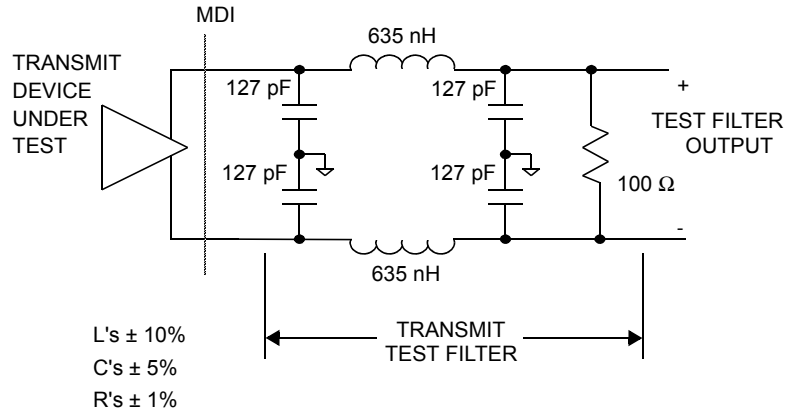 MDI
635 nH
TRANSMIT
DEVICE
UNDER
TEST
127 pF
127 pF
+
TEST FILTER
OUTPUT
127 pF
127 pF
100 Ω
-
635 nH
TRANSMIT
TEST FILTER
L's ± 10%
C's ± 5%
R's ± 1%